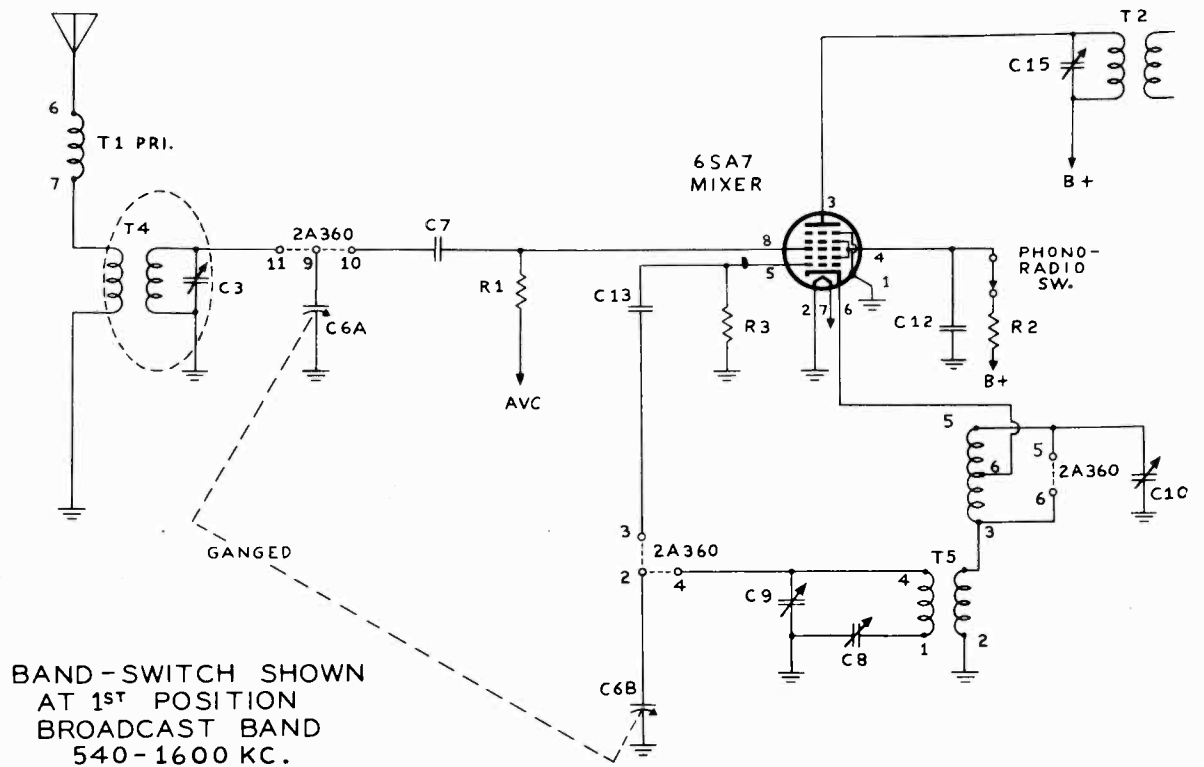 T2
C15
B+
6
T1 PRI.
7
6SA7
MIXER
3
T4
C3
2A360
11
9
10
C7
8
5
4
1
PHONO-
RADIO
SW.
C6A
R1
C13
R3
2
7
6
C12
R2
B+
AVC
5
6
5
2A360
6
C10
3
GANGED
3
2A360
2
4
C9
4
T5
C8
1
2
C6B
BAND-SWITCH SHOWN
AT 1ST POSITION
BROADCAST BAND
540-1600 KC.